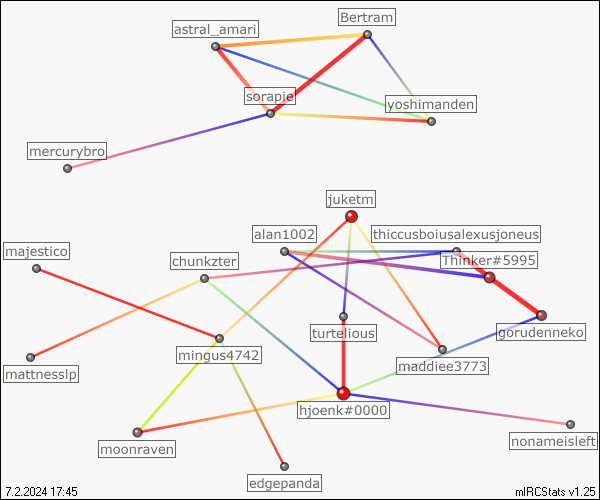 Bertram
astral_amari
sorapie
yoshimanden
mercurybro
juketm
alan1002
thiccusboiusalexusjoneus
majestico
chunkzter
Thinker#5995
turtelious
gorudenneko
mingus4742
maddiee3773
mattnesslp
hjoenk#0000
nonameisleft
moonraven
edgepanda
7.2.2024 17:45
mIRCStats v1.25